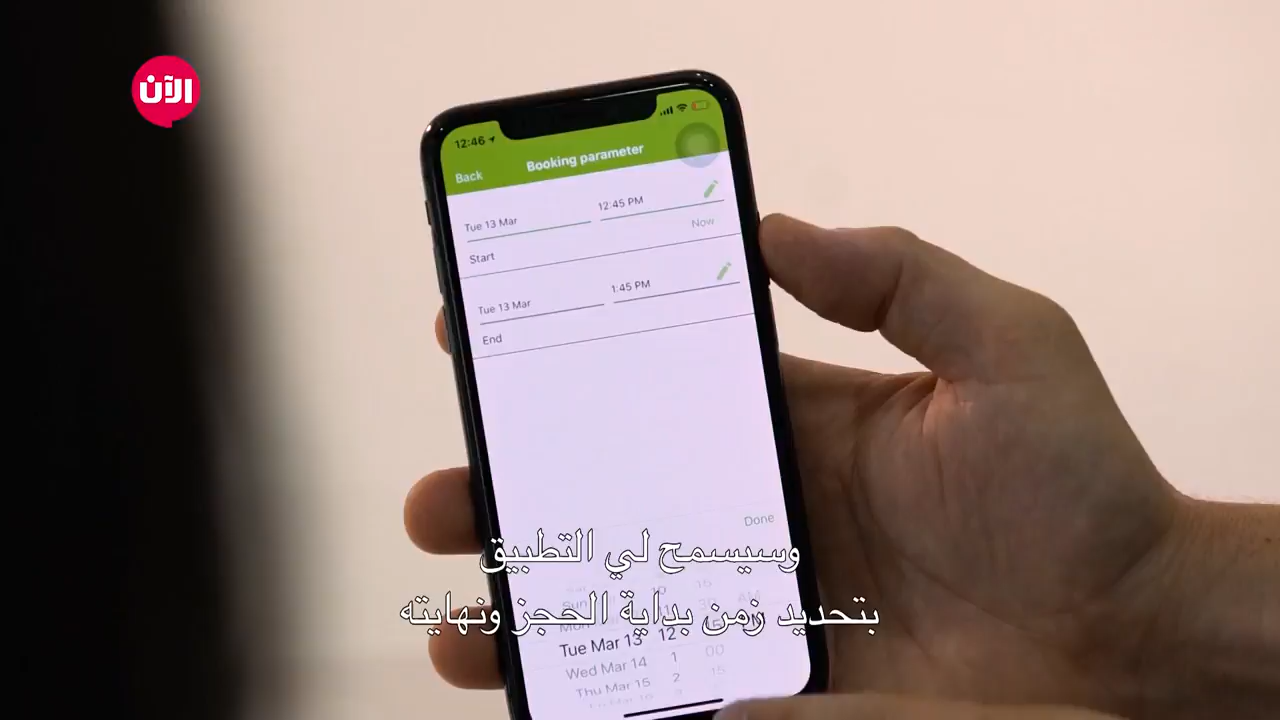 الآن
12:46
Back
Booking parameter
Tue 13 Mar 12:45 PM
Start Now
Tue 13 Mar 1:45 PM
End
Done
وسيسمح لي التطبيق
بتحديد زمن بداية الحجز ونهايته
Tue Mar 13 12
Wed Mar 14 1 00
Thu Mar 15 2 15